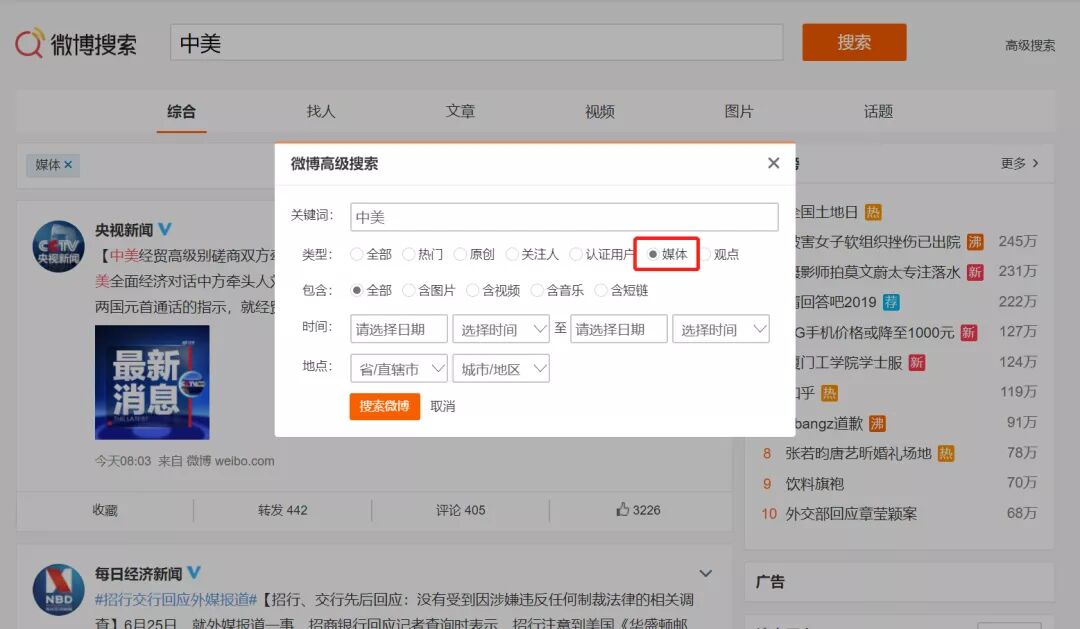 微博搜索
中美
搜索
高级搜索
综合 找人 文章 视频 图片 话题
媒体 ×
微博高级搜索 ×
关键词: 中美
类型: 全部 热门 原创 关注人 认证用户 媒体 观点
包含: 全部 含图片 含视频 含音乐 含短链
时间: 请选择日期 选择时间 至 请选择日期 选择时间
地点: 省/直辖市 城市/地区
搜索微博 取消
央视新闻
【中美经贸高级别磋商双方牵
美全面经济对话中方牵头人
两国元首通话的指示，就经
CCTV
央视新闻
最新
消息
今天08:03 来自 微博 weibo.com
收藏 转发 442 评论 405 3226
每日经济新闻
NBD
#招行交行回应外媒报道#【招行、交行先后回应：没有受到因涉嫌违反任何制裁法律的相关调
查】6月25日，就外媒报道一事，招商银行回应记者查询时表示，招行注意到美国《华盛顿邮
更多 >
全国土地日 热
害女子软组织挫伤已出院 沸 245万
影师拍莫文蔚太专注落水 新 231万
回答吧2019 荐 222万
G手机价格或降至1000元 新 127万
门工学院学士服 新 124万
乎 热 119万
bangz道歉 沸 91万
8 张若昀唐艺昕婚礼场地 热 78万
9 饮料旗袍 70万
10 外交部回应章莹颖案 68万
广告